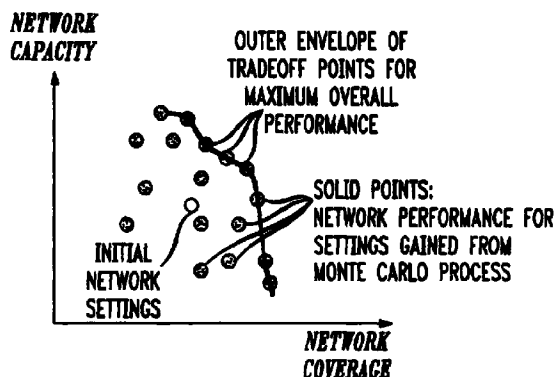 NETWORK
CAPACITY
OUTER ENVELOPE OF
TRADEOFF POINTS FOR
MAXIMUM OVERALL
PERFORMANCE
SOLID POINTS:
NETWORK PERFORMANCE FOR
SETTINGS GAINED FROM
MONTE CARLO PROCESS
INITIAL
NETWORK
SETTINGS
NETWORK
COVERAGE